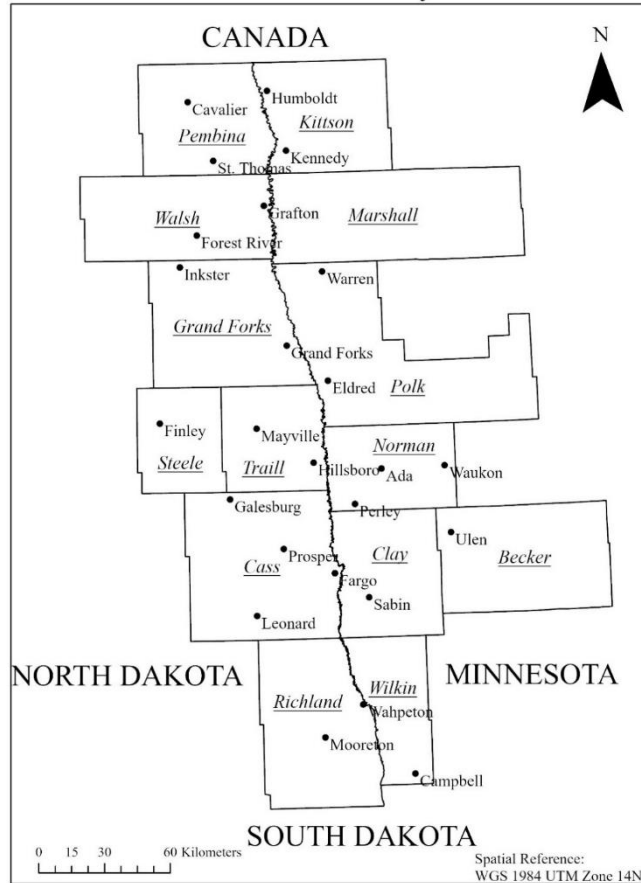 CANADA
N
Humboldt
Cavalier
Kittson
Pembina
Kennedy
St. Thomas
Grafton
Walsh
Marshall
Forest River
Inkster
Warren
Grand Forks
Grand Forks
Eldred
Polk
Finley
Mayville
Norman
Steele
Traill
Hillsboro
Ada
Waukon
Galesburg
Perley
Ulen
Prosper
Clay
Becker
Cass
Fargo
Sabin
Leonard
NORTH DAKOTA
MINNESOTA
Richland
Wilkin
Wahpeton
Mooreton
Campbell
SOUTH DAKOTA
0 15 30 60 Kilometers
Spatial Reference:
WGS 1984 UTM Zone 14N